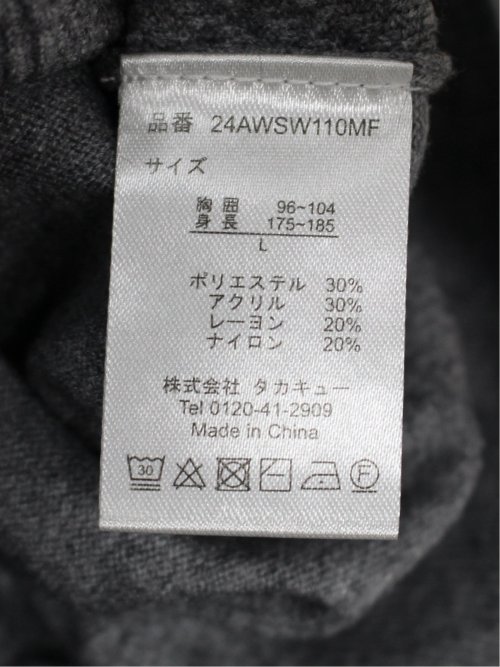 品番 24AWSW110MF
サイズ
胸囲 96~104
身長 175~185
L
ポリエステル 30%
アクリル 30%
レーヨン 20%
ナイロン 20%
株式会社 タカキュー
Tel 0120-41-2909
Made in China
30 F